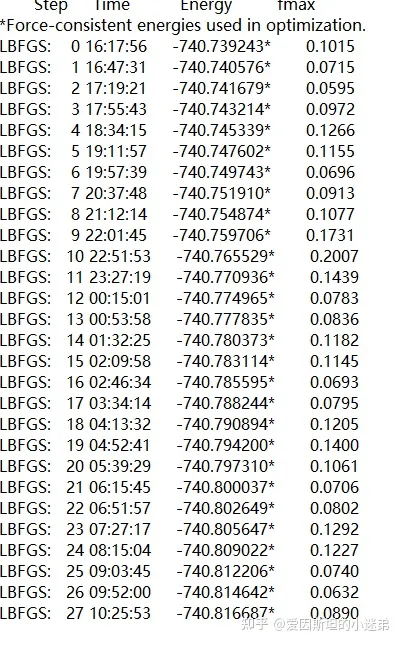 Step Time Energy fmax
*Force-consistent energies used in optimization.
LBFGS: 0 16:17:56 -740.739243* 0.1015
LBFGS: 1 16:47:31 -740.740576* 0.0715
LBFGS: 2 17:19:21 -740.741679* 0.0595
LBFGS: 3 17:55:43 -740.743214* 0.0972
LBFGS: 4 18:34:15 -740.745339* 0.1266
LBFGS: 5 19:11:57 -740.747602* 0.1155
LBFGS: 6 19:57:39 -740.749743* 0.0696
LBFGS: 7 20:37:48 -740.751910* 0.0913
LBFGS: 8 21:12:14 -740.754874* 0.1077
LBFGS: 9 22:01:45 -740.759706* 0.1731
LBFGS: 10 22:51:53 -740.765529* 0.2007
LBFGS: 11 23:27:19 -740.770936* 0.1439
LBFGS: 12 00:15:01 -740.774965* 0.0783
LBFGS: 13 00:53:58 -740.777835* 0.0836
LBFGS: 14 01:32:25 -740.780373* 0.1182
LBFGS: 15 02:09:58 -740.783114* 0.1145
LBFGS: 16 02:46:34 -740.785595* 0.0693
LBFGS: 17 03:34:14 -740.788244* 0.0795
LBFGS: 18 04:13:32 -740.790894* 0.1205
LBFGS: 19 04:52:41 -740.794200* 0.1400
LBFGS: 20 05:39:29 -740.797310* 0.1061
LBFGS: 21 06:15:45 -740.800037* 0.0706
LBFGS: 22 06:51:57 -740.802649* 0.0802
LBFGS: 23 07:27:17 -740.805647* 0.1292
LBFGS: 24 08:15:04 -740.809022* 0.1227
LBFGS: 25 09:03:45 -740.812206* 0.0740
LBFGS: 26 09:52:00 -740.814642* 0.0632
LBFGS: 27 10:25:53 -740.816687* 0.0890
知乎 @爱因斯坦的小迷弟